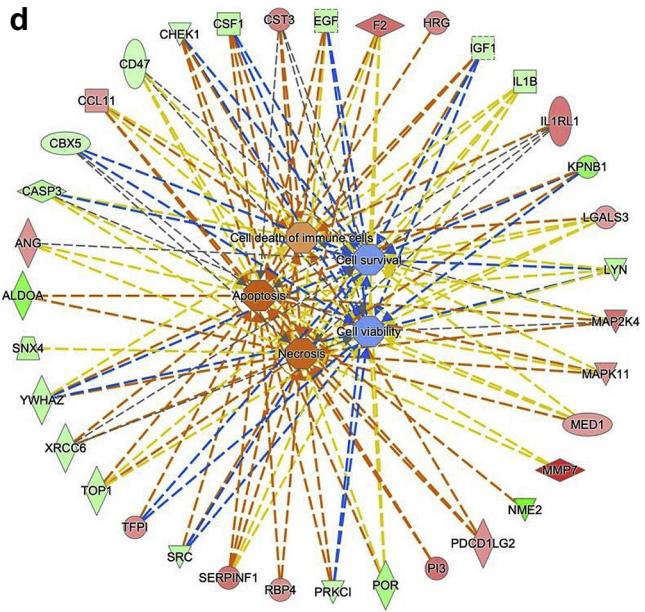 d
CHEK1
CSF1
CST3
EGF
F2
HRG
IGF1
CD47
IL1B
CCL11
IL1RL1
CBX5
KPNB1
CASP3
LGALS3
Cell death of immune cells
ANG
Cell survival
LYN
ALDOA
Apoptosis
MAP2K4
Cell viability
SNX4
Necrosis
MAPK11
YWHAZ
MED1
XRCC6
MMP7
TOP1
NME2
TFPI
PDCD1LG2
SRC
PI3
SERPINF1
RBP4
PRKCI
POR